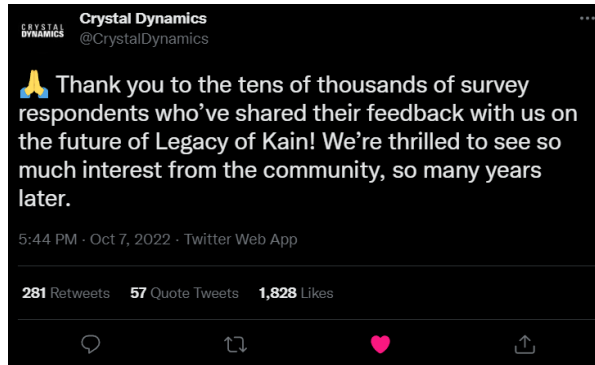 CRYSTAL
DYNAMICS
Crystal Dynamics
@CrystalDynamics
🙏 Thank you to the tens of thousands of survey
respondents who’ve shared their feedback with us on
the future of Legacy of Kain! We’re thrilled to see so
much interest from the community, so many years
later.
5:44 PM · Oct 7, 2022 · Twitter Web App
281 Retweets 57 Quote Tweets 1,828 Likes